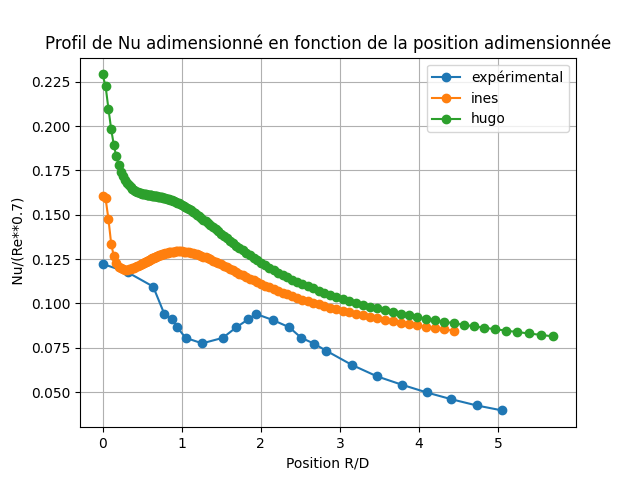 Profil de Nu adimensionné en fonction de la position adimensionnée
expérimental
ines
hugo
0.225
0.200
0.175
0.150
0.125
0.100
0.075
0.050
Nu/(Re**0.7)
0 1 2 3 4 5
Position R/D